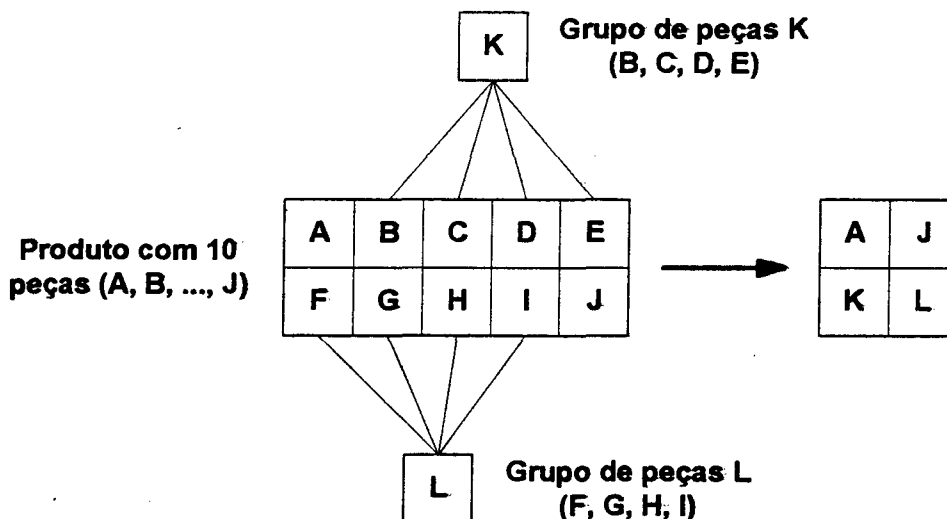 K
Grupo de peças K
(B, C, D, E)
Produto com 10
peças (A, B, ..., J)
A B C D E
F G H I J
A J
K L
L
Grupo de peças L
(F, G, H, I)